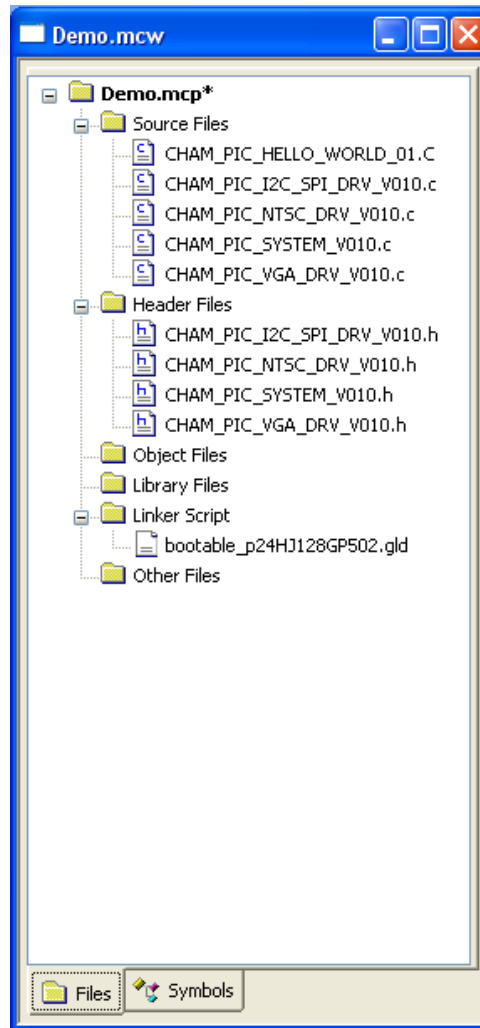 Demo.mcw
Demo.mcp*
Source Files
CHAM_PIC_HELLO_WORLD_01.C
CHAM_PIC_I2C_SPI_DRV_V010.c
CHAM_PIC_NTSC_DRV_V010.c
CHAM_PIC_SYSTEM_V010.c
CHAM_PIC_VGA_DRV_V010.c
Header Files
CHAM_PIC_I2C_SPI_DRV_V010.h
CHAM_PIC_NTSC_DRV_V010.h
CHAM_PIC_SYSTEM_V010.h
CHAM_PIC_VGA_DRV_V010.h
Object Files
Library Files
Linker Script
bootable_p24HJ128GP502.gld
Other Files
Files Symbols